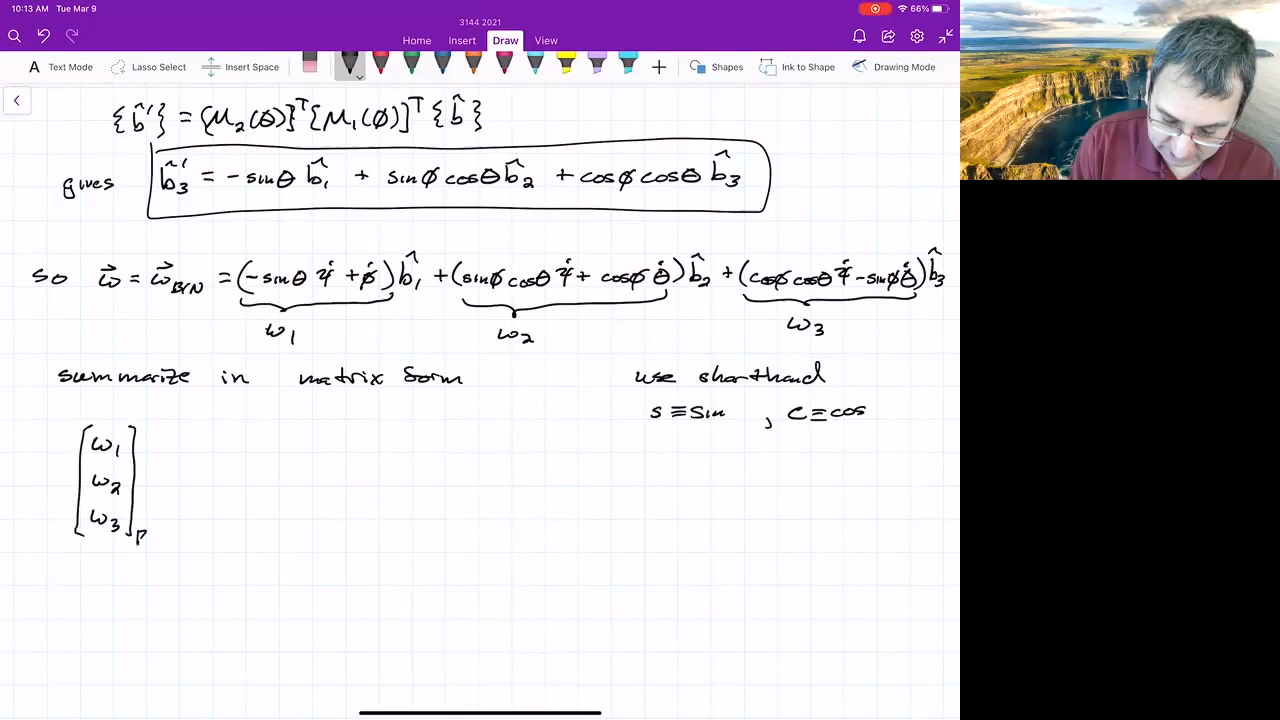 10:13 AM Tue Mar 9
66%
3144 2021
Home Insert Draw View
A Text Mode Lasso Select Insert Space Shapes Ink to Shape Drawing Mode
{b̂'} = [M₂(θ)]ᵀ[M₁(φ)]ᵀ{b̂}
gives b̂₃' = -sinθ b̂₁ + sinφ cosθ b̂₂ + cosφ cosθ b̂₃
so ω⃗ = ω⃗_B/N = (-sinθ ψ̇ + φ̇) b̂₁ + (sinφ cosθ ψ̇ + cosφ θ̇) b̂₂ + (cosφ cosθ ψ̇ - sinφ θ̇) b̂₃
ω₁ ω₂ ω₃
summarize in matrix form
use shorthand
s ≡ sin , c ≡ cos
[ω₁
ω₂
ω₃]